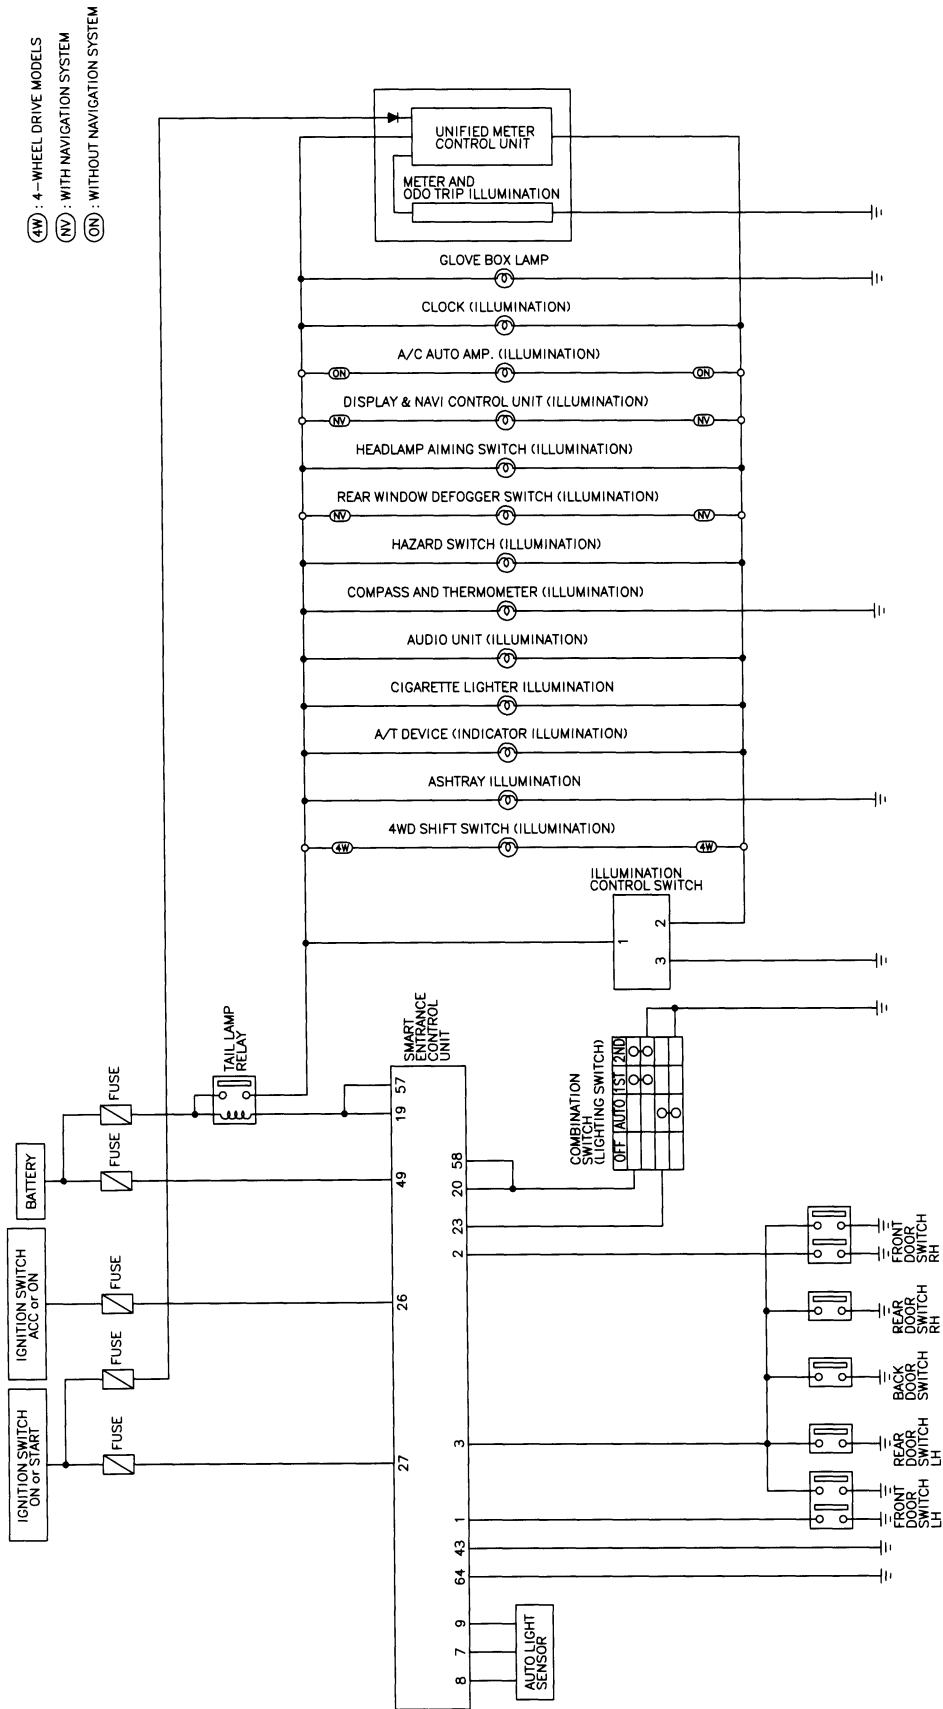 4W : 4-WHEEL DRIVE MODELS
NV : WITH NAVIGATION SYSTEM
ON : WITHOUT NAVIGATION SYSTEM
UNIFIED METER
CONTROL UNIT
METER AND
ODO TRIP ILLUMINATION
GLOVE BOX LAMP
CLOCK (ILLUMINATION)
A/C AUTO AMP. (ILLUMINATION)
ON
ON
DISPLAY & NAVI CONTROL UNIT (ILLUMINATION)
NV
NV
HEADLAMP AIMING SWITCH (ILLUMINATION)
REAR WINDOW DEFOGGER SWITCH (ILLUMINATION)
NV
NV
HAZARD SWITCH (ILLUMINATION)
COMPASS AND THERMOMETER (ILLUMINATION)
AUDIO UNIT (ILLUMINATION)
CIGARETTE LIGHTER ILLUMINATION
A/T DEVICE (INDICATOR ILLUMINATION)
ASHTRAY ILLUMINATION
4WD SHIFT SWITCH (ILLUMINATION)
4W
4W
ILLUMINATION
CONTROL SWITCH
1
2
3
TAIL LAMP
RELAY
SMART
ENTRANCE
CONTROL
UNIT
COMBINATION
SWITCH
(LIGHTING SWITCH)
OFF AUTO 1ST 2ND
BATTERY
FUSE
FUSE
IGNITION SWITCH
ACC or ON
FUSE
IGNITION SWITCH
ON or START
FUSE
FUSE
57
19
49
26
27
58
20
23
2
3
1
43
64
9
7
8
AUTO LIGHT
SENSOR
FRONT
DOOR
SWITCH
RH
REAR
DOOR
SWITCH
RH
BACK
DOOR
SWITCH
REAR
DOOR
SWITCH
LH
FRONT
DOOR
SWITCH
LH